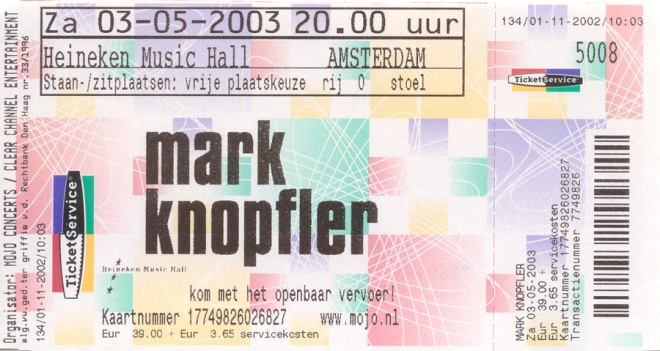 Za 03-05-2003 20.00 uur
Heineken Music Hall AMSTERDAM
Staan-/zitplaatsen: vrije plaatskeuze rij 0 stoel
Organisator: MOJO CONCERTS / CLEAR CHANNEL ENTERTAINMENT
alg.vw.ged.ter griffie v.d. Rechtbank Den Haag nr.33/1996
134/01-11-2002/10:03
TicketService
mark
knopfler
Heineken Music Hall
kom met het openbaar vervoer!
Kaartnummer 17749826026827 www.mojo.nl
Eur 39.00 + Eur 3.65 servicekosten
134/01-11-2002/10:03
5008
TicketService
MARK KNOPFLER
Za 03-05-2003
Eur 39.00 +
Eur 3.65 servicekosten
Kaartnummer 17749826026827
Transactienummer 7749826